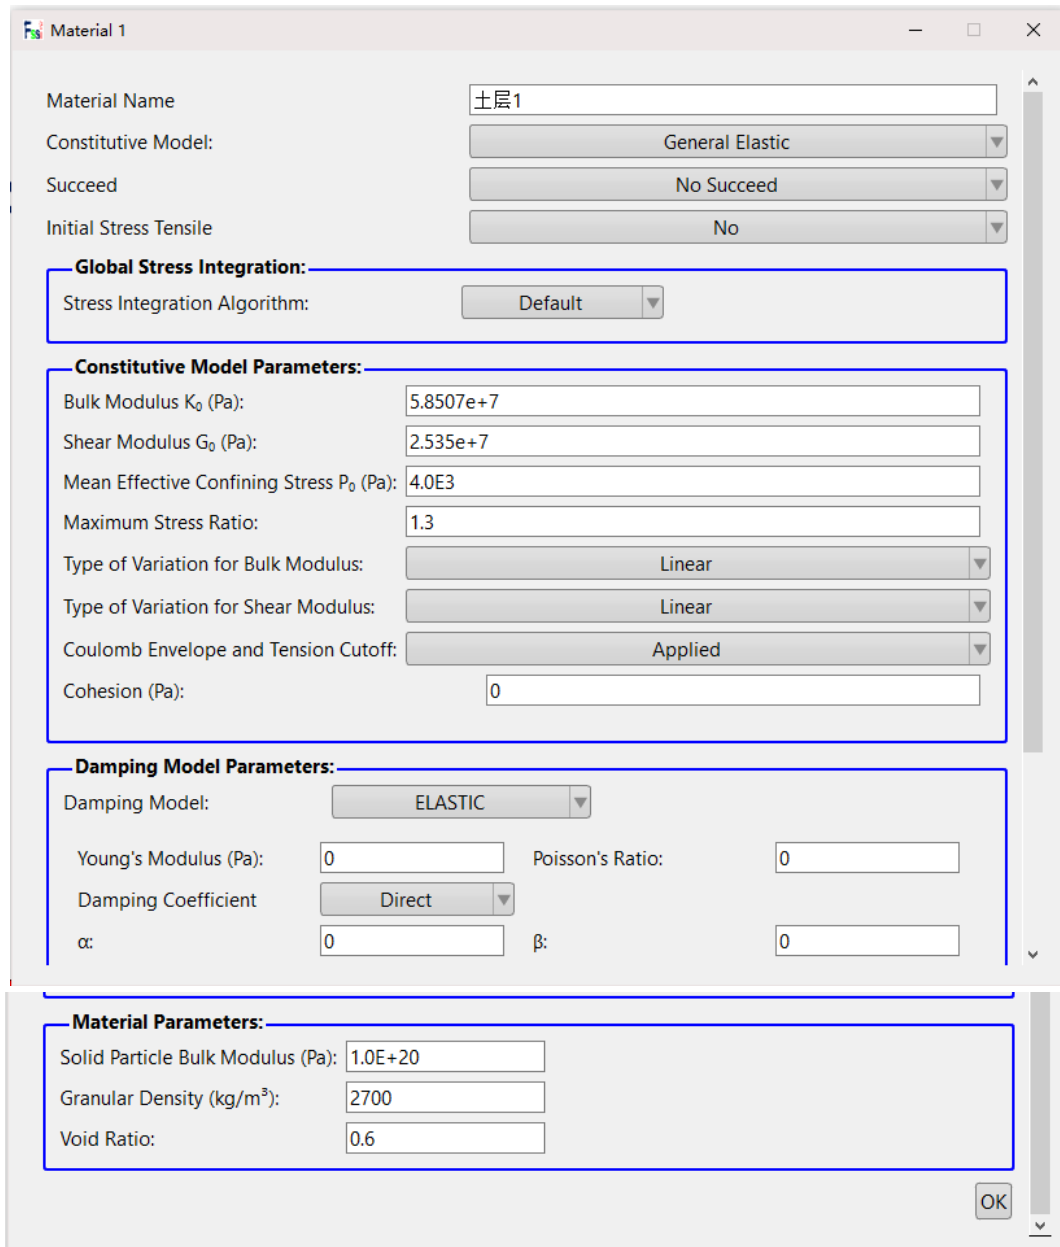 Fssi Material 1
Material Name 土层1
Constitutive Model: General Elastic
Succeed No Succeed
Initial Stress Tensile No
Global Stress Integration:
Stress Integration Algorithm: Default
Constitutive Model Parameters:
Bulk Modulus K₀ (Pa): 5.8507e+7
Shear Modulus G₀ (Pa): 2.535e+7
Mean Effective Confining Stress P₀ (Pa): 4.0E3
Maximum Stress Ratio: 1.3
Type of Variation for Bulk Modulus: Linear
Type of Variation for Shear Modulus: Linear
Coulomb Envelope and Tension Cutoff: Applied
Cohesion (Pa): 0
Damping Model Parameters:
Damping Model: ELASTIC
Young's Modulus (Pa): 0 Poisson's Ratio: 0
Damping Coefficient Direct
α: 0 β: 0
Material Parameters:
Solid Particle Bulk Modulus (Pa): 1.0E+20
Granular Density (kg/m³): 2700
Void Ratio: 0.6
OK